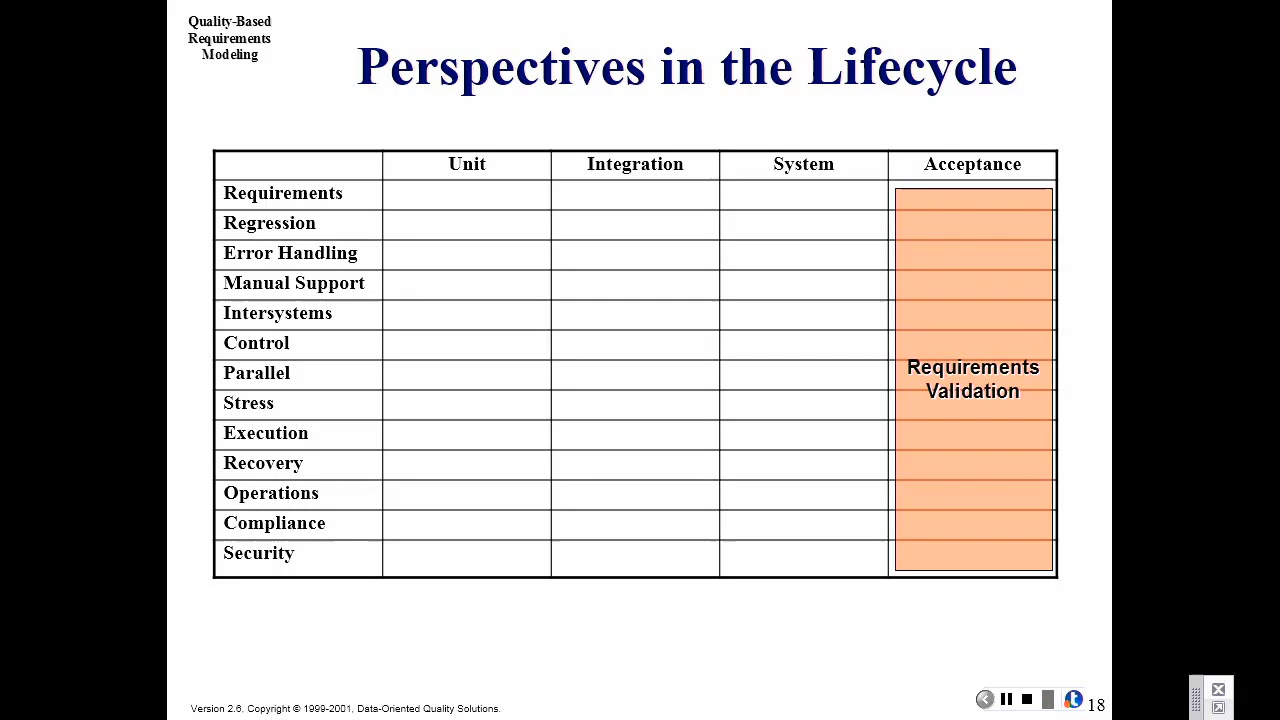 Quality-Based
Requirements
Modeling
Perspectives in the Lifecycle
Unit Integration System Acceptance
Requirements
Regression
Error Handling
Manual Support
Intersystems
Control
Parallel
Stress
Execution
Recovery
Operations
Compliance
Security
Requirements
Validation
Version 2.6, Copyright © 1999-2001, Data-Oriented Quality Solutions.
t
18